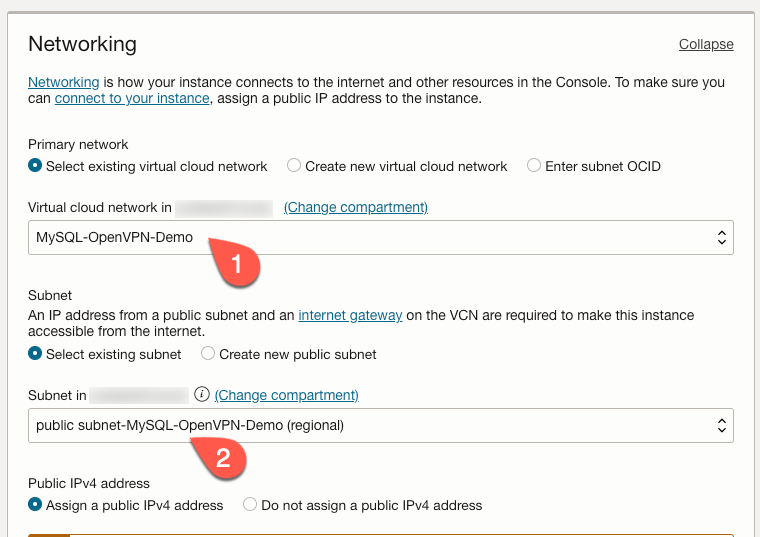 Networking
Collapse
Networking is how your instance connects to the internet and other resources in the Console. To make sure you
can connect to your instance, assign a public IP address to the instance.
Primary network
Select existing virtual cloud network
Create new virtual cloud network
Enter subnet OCID
Virtual cloud network in (Change compartment)
MySQL-OpenVPN-Demo
1
Subnet
An IP address from a public subnet and an internet gateway on the VCN are required to make this instance
accessible from the internet.
Select existing subnet
Create new public subnet
Subnet in i (Change compartment)
public subnet-MySQL-OpenVPN-Demo (regional)
2
Public IPv4 address
Assign a public IPv4 address
Do not assign a public IPv4 address